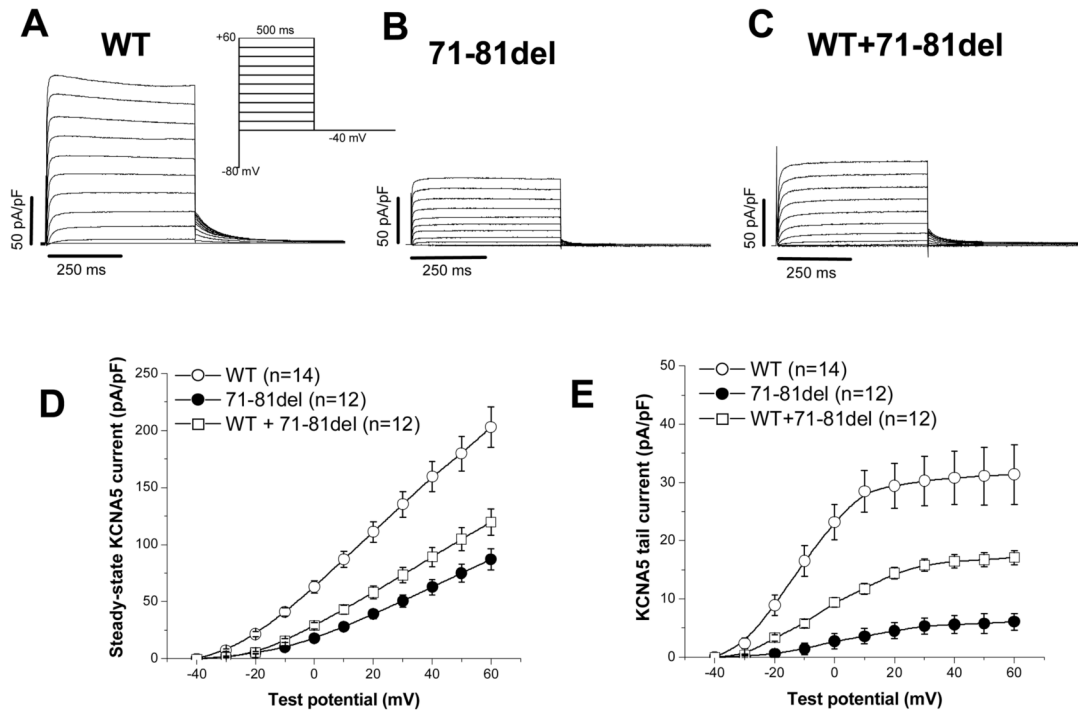 A
WT
+60
500 ms
-40 mV
-80 mV
50 pA/pF
250 ms
B
71-81del
50 pA/pF
250 ms
C
WT+71-81del
50 pA/pF
250 ms
D
WT (n=14)
71-81del (n=12)
WT + 71-81del (n=12)
Steady-state KCNA5 current (pA/pF)
250
200
150
100
50
0
-40 -20 0 20 40 60
Test potential (mV)
E
WT (n=14)
71-81del (n=12)
WT+71-81del (n=12)
KCNA5 tail current (pA/pF)
50
40
30
20
10
0
-40 -20 0 20 40 60
Test potential (mV)